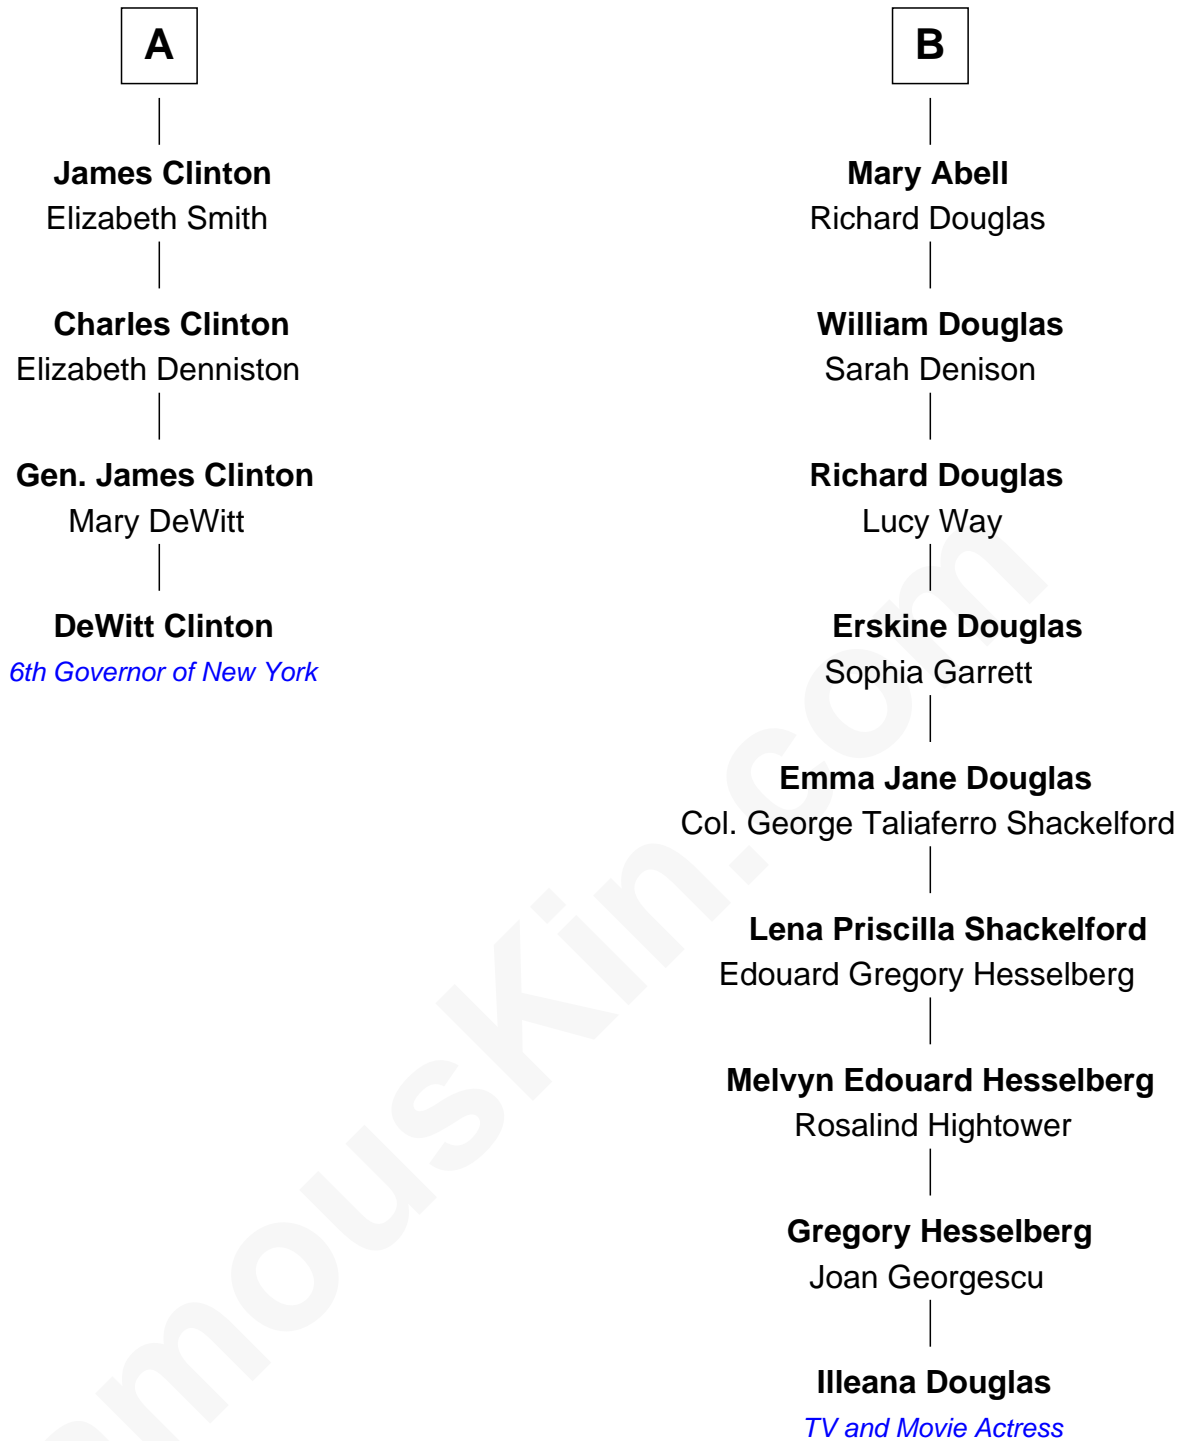 A
James Clinton
Elizabeth Smith
Charles Clinton
Elizabeth Denniston
Gen. James Clinton
Mary DeWitt
DeWitt Clinton
6th Governor of New York
B
Mary Abell
Richard Douglas
William Douglas
Sarah Denison
Richard Douglas
Lucy Way
Erskine Douglas
Sophia Garrett
Emma Jane Douglas
Col. George Taliaferro Shackelford
Lena Priscilla Shackelford
Edouard Gregory Hesselberg
Melvyn Edouard Hesselberg
Rosalind Hightower
Gregory Hesselberg
Joan Georgescu
Illeana Douglas
TV and Movie Actress
amouskin.com